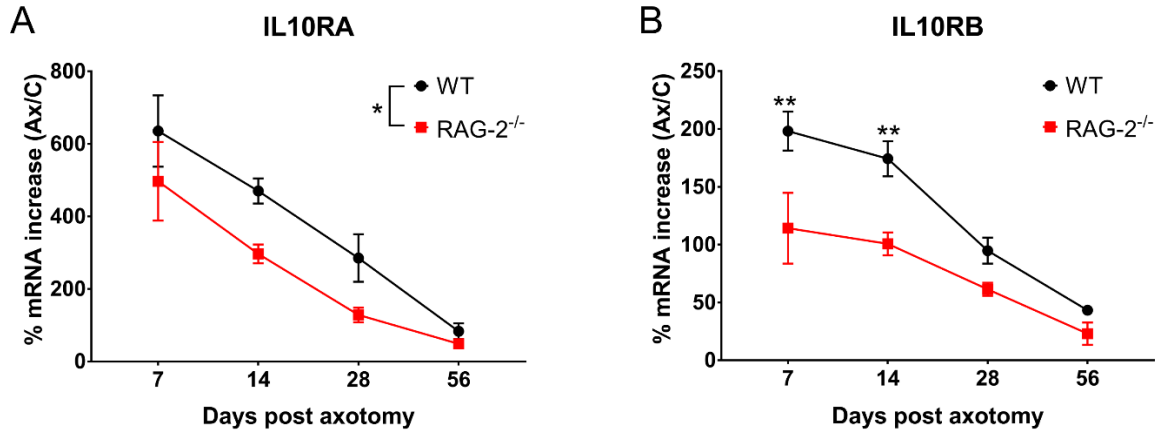 A
IL10RA
% mRNA increase (Ax/C)
800
600
400
200
0
* WT
RAG-2-/-
7 14 28 56
Days post axotomy
B
IL10RB
% mRNA increase (Ax/C)
250
200
150
100
50
0
**
**
WT
RAG-2-/-
7 14 28 56
Days post axotomy